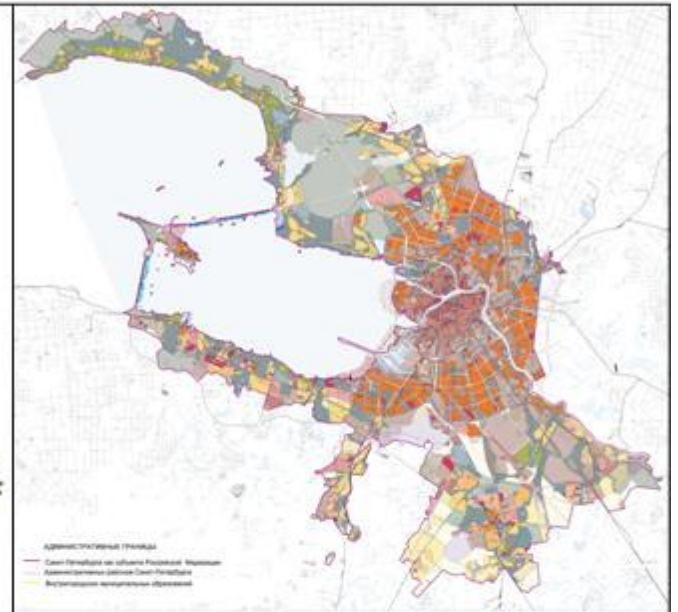 АДМИНИСТРАТИВНЫЕ ГРАНИЦЫ
Санкт-Петербурга как субъекта Российской Федерации
Административных районов Санкт-Петербурга
Внутригородских муниципальных образований